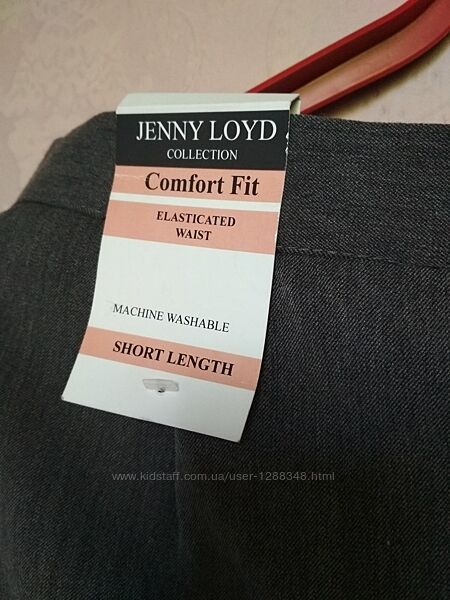 JENNY LOYD
COLLECTION
Comfort Fit
ELASTICATED
WAIST
MACHINE WASHABLE
SHORT LENGTH
www.kidstaff.com.ua/user-1288348.html